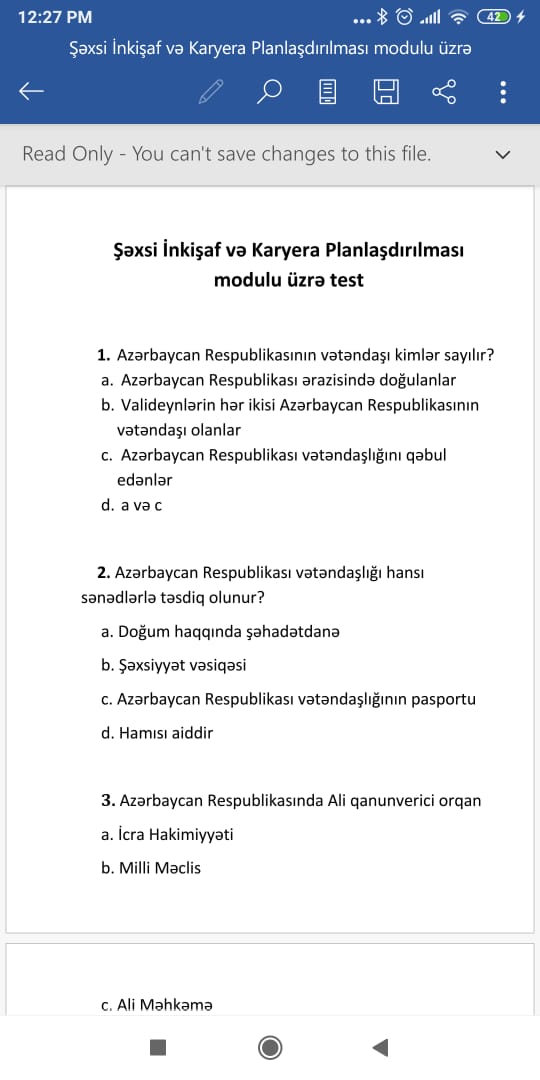 12:27 PM
42
Şəxsi İnkişaf və Karyera Planlaşdırılması modulu üzrə
Read Only - You can't save changes to this file.
Şəxsi İnkişaf və Karyera Planlaşdırılması
modulu üzrə test
1. Azərbaycan Respublikasının vətəndaşı kimlər sayılır?
a. Azərbaycan Respublikası ərazisində doğulanlar
b. Valideynlərin hər ikisi Azərbaycan Respublikasının
vətəndaşı olanlar
c. Azərbaycan Respublikası vətəndaşlığını qəbul
edənlər
d. a və c
2. Azərbaycan Respublikası vətəndaşlığı hansı
sənədlərlə təsdiq olunur?
a. Doğum haqqında şəhadətdanə
b. Şəxsiyyət vəsiqəsi
c. Azərbaycan Respublikası vətəndaşlığının pasportu
d. Hamısı aiddir
3. Azərbaycan Respublikasında Ali qanunverici orqan
a. İcra Hakimiyyəti
b. Milli Məclis
c. Ali Məhkəmə